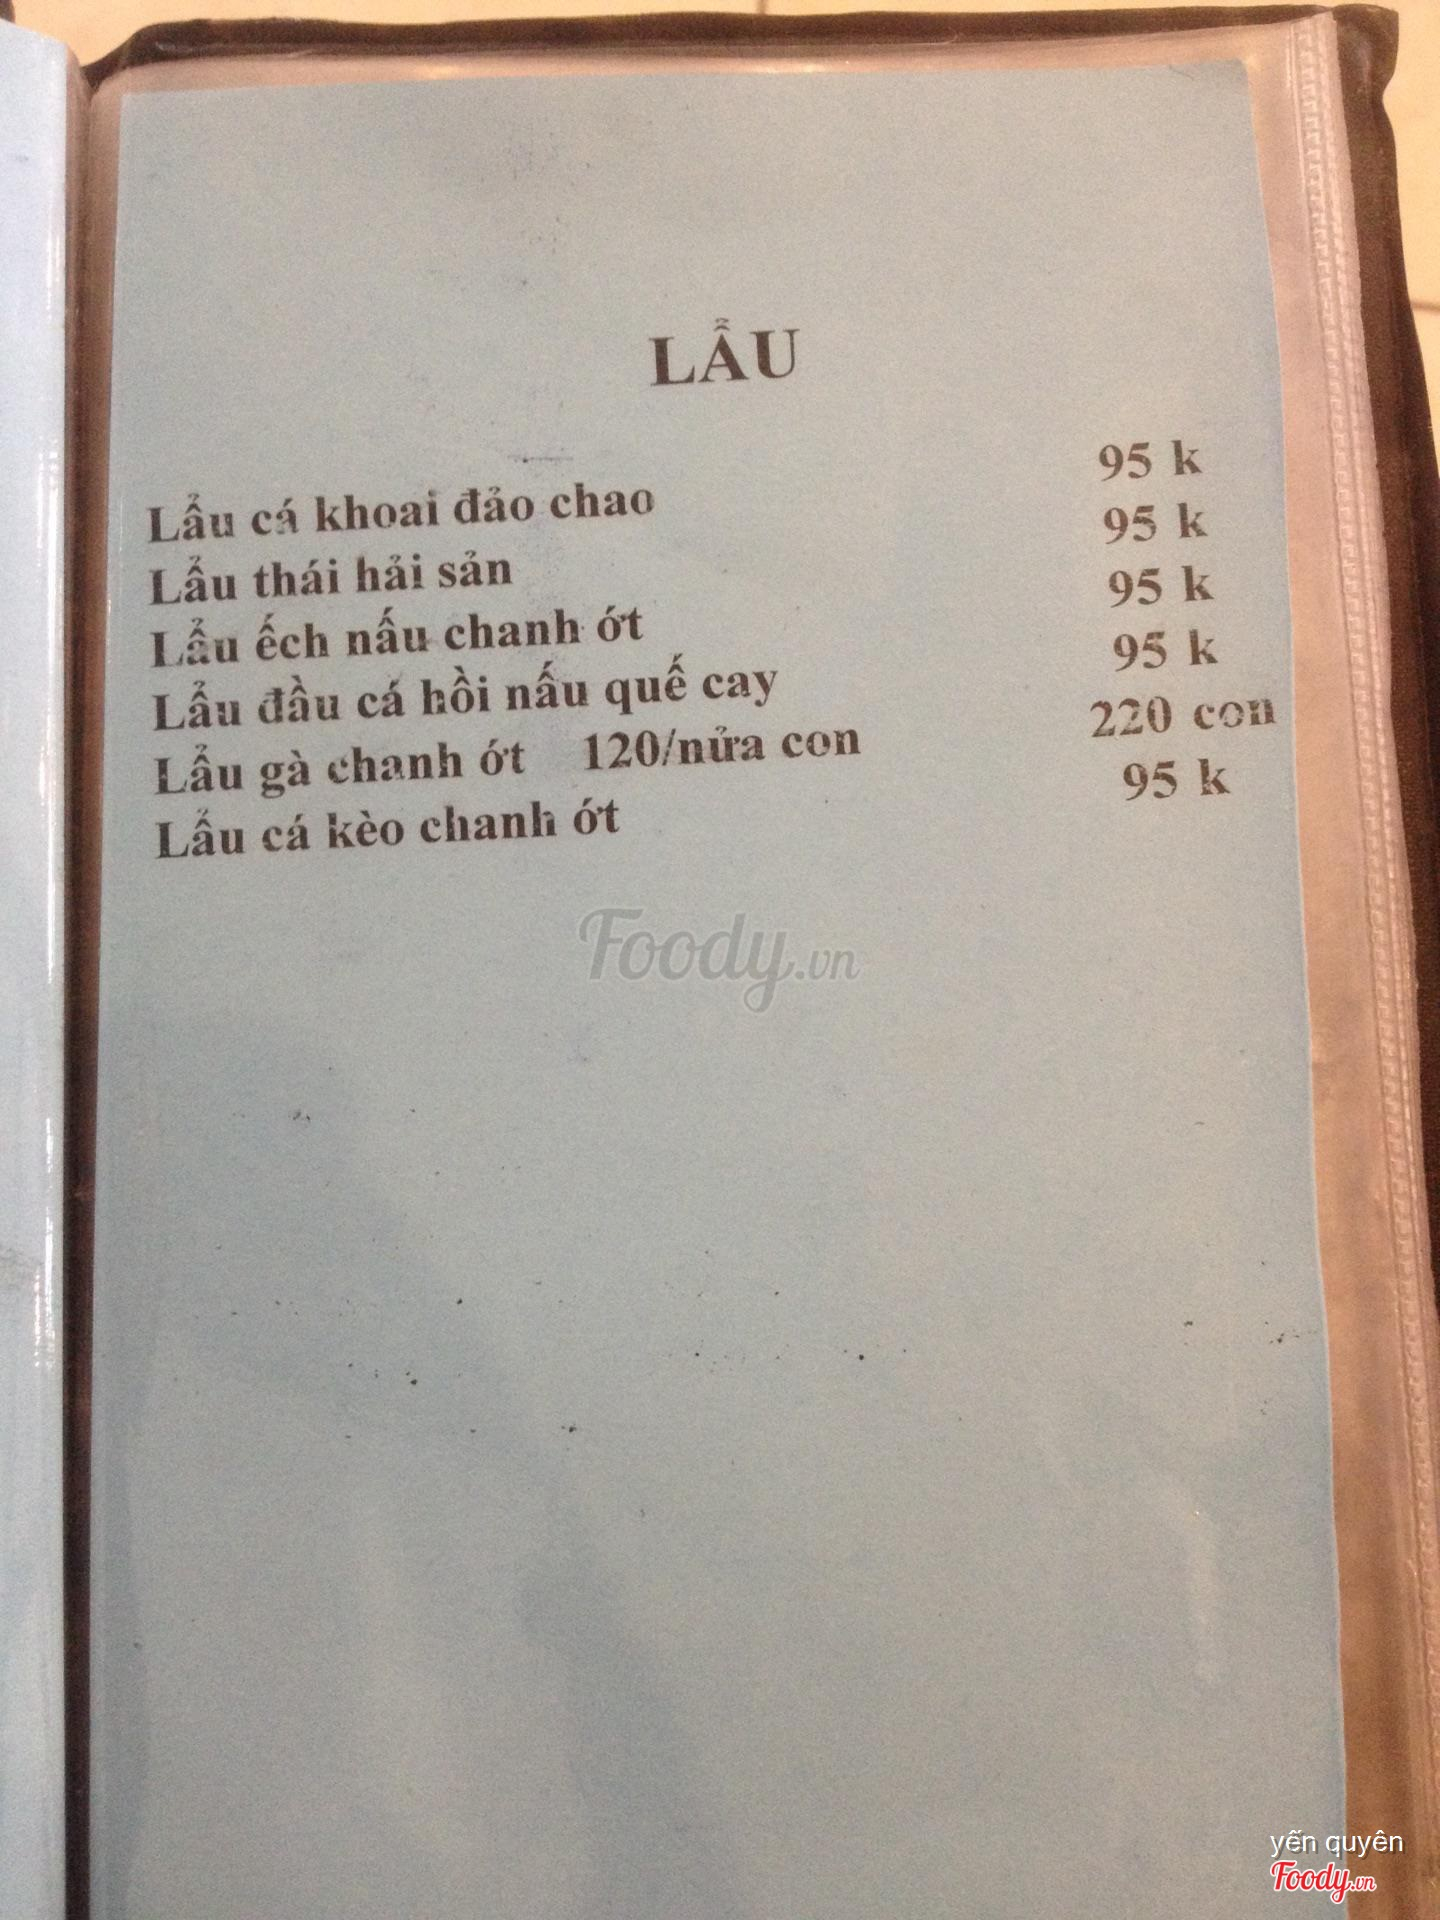 LẨU
Lẩu cá khoai đảo chao 95 k
Lẩu thái hải sản 95 k
Lẩu ếch nấu chanh ớt 95 k
Lẩu đầu cá hồi nấu quế cay 95 k
Lẩu gà chanh ớt 120/nửa con 220 con
Lẩu cá kèo chanh ớt 95 k
Foody.vn
yến quyên
Foody.vn